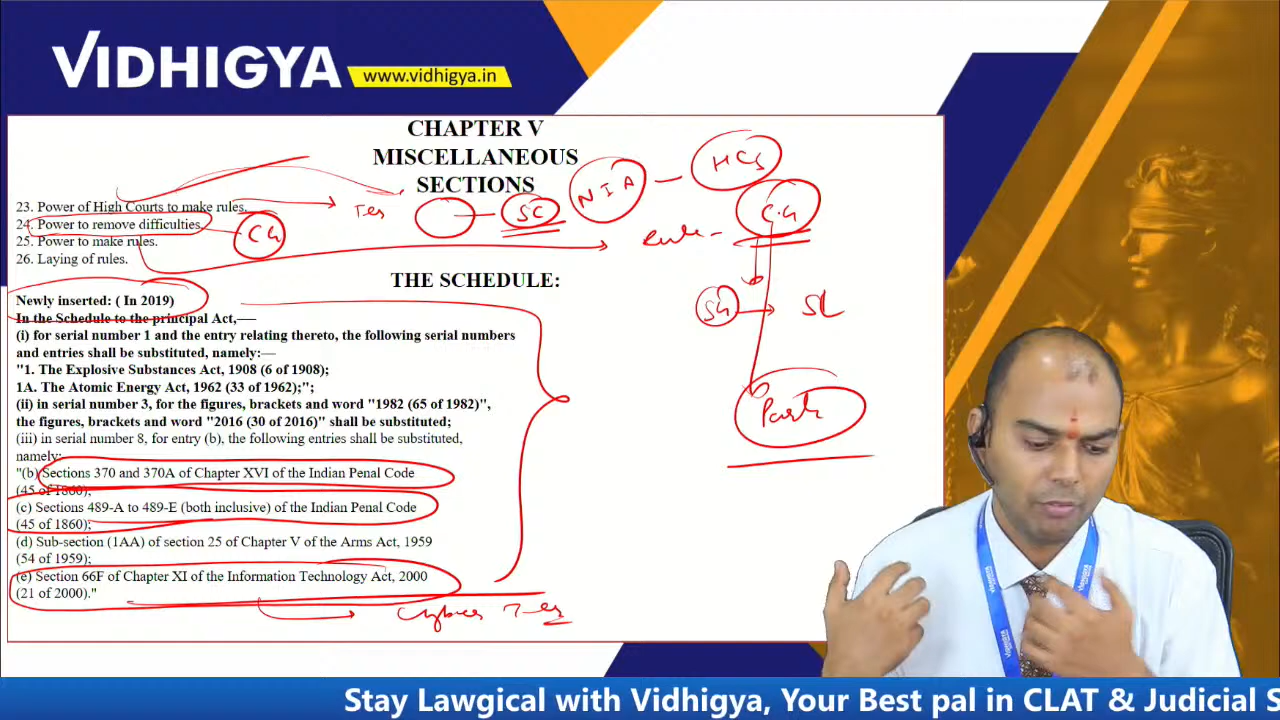 VIDHIGYA
www.vidhigya.in
CHAPTER V
MISCELLANEOUS
SECTIONS
23. Power of High Courts to make rules.
24. Power to remove difficulties.
25. Power to make rules.
26. Laying of rules.
NIA
HCs
SC
C.G
CG
THE SCHEDULE:
Newly inserted: ( In 2019)
In the Schedule to the principal Act,—
(i) for serial number 1 and the entry relating thereto, the following serial numbers
and entries shall be substituted, namely:—
"1. The Explosive Substances Act, 1908 (6 of 1908);
1A. The Atomic Energy Act, 1962 (33 of 1962);";
(ii) in serial number 3, for the figures, brackets and word "1982 (65 of 1982)",
the figures, brackets and word "2016 (30 of 2016)" shall be substituted;
(iii) in serial number 8, for entry (b), the following entries shall be substituted,
namely:
"(b) Sections 370 and 370A of Chapter XVI of the Indian Penal Code
(45 of 1860);
(c) Sections 489-A to 489-E (both inclusive) of the Indian Penal Code
(45 of 1860);
(d) Sub-section (1AA) of section 25 of Chapter V of the Arms Act, 1959
(54 of 1959);
(e) Section 66F of Chapter XI of the Information Technology Act, 2000
(21 of 2000)."
SG
Stay Lawgical with Vidhigya, Your Best pal in CLAT & Judicial S